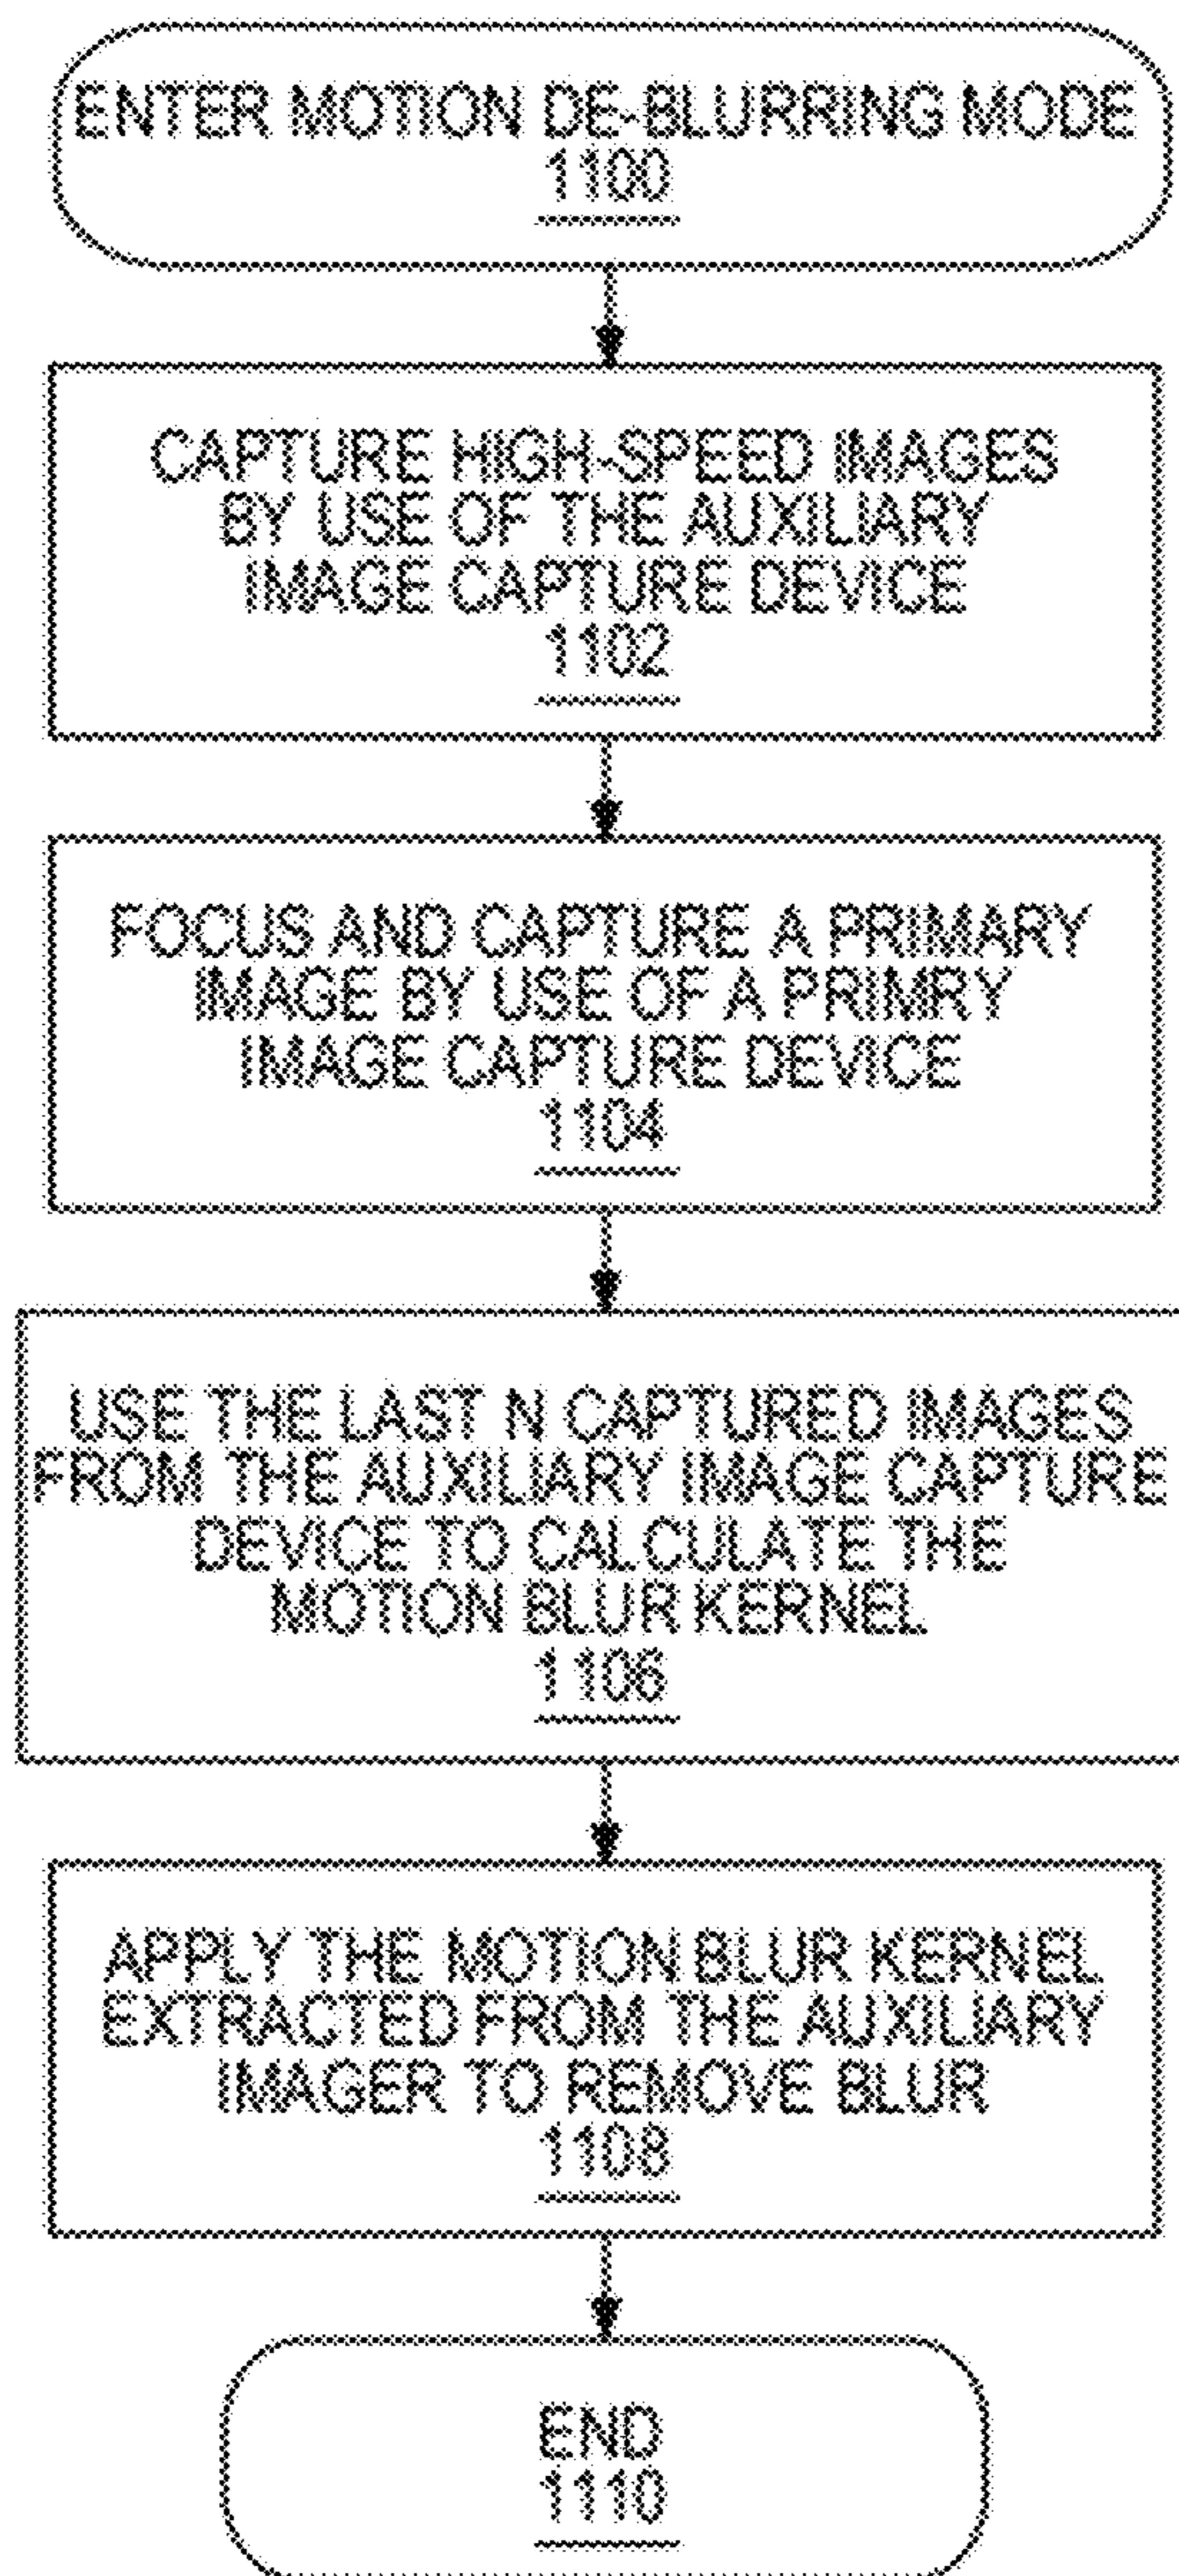 ENTER MOTION DE-BLURRING MODE
1100
CAPTURE HIGH-SPEED IMAGES
BY USE OF THE AUXILIARY
IMAGE CAPTURE DEVICE
1102
FOCUS AND CAPTURE A PRIMARY
IMAGE BY USE OF A PRIMRY
IMAGE CAPTURE DEVICE
1104
USE THE LAST N CAPTURED IMAGES
FROM THE AUXILIARY IMAGE CAPTURE
DEVICE TO CALCULATE THE
MOTION BLUR KERNEL
1106
APPLY THE MOTION BLUR KERNEL
EXTRACTED FROM THE AUXILIARY
IMAGER TO REMOVE BLUR
1108
END
1110